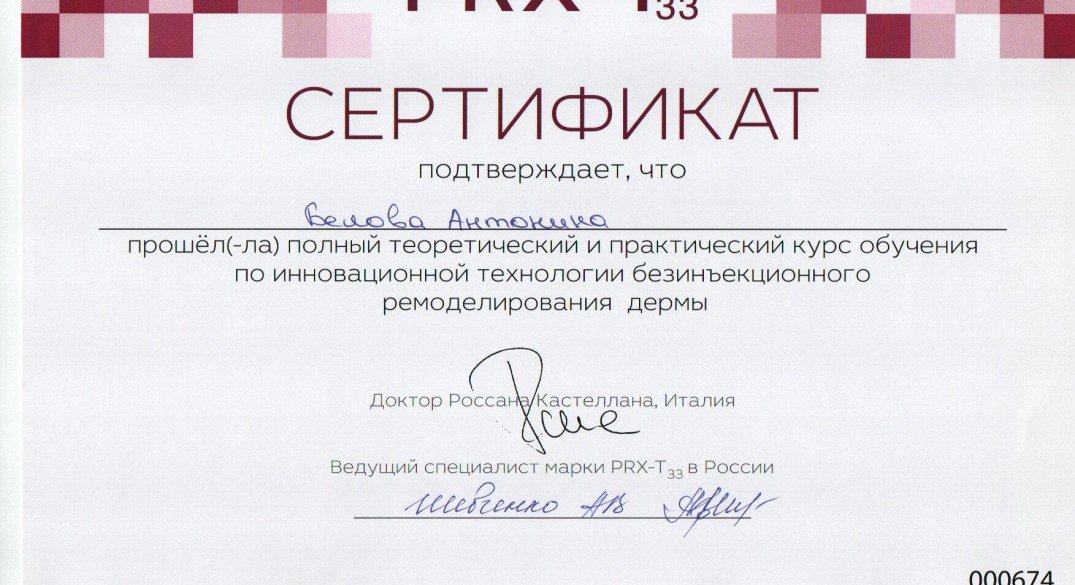 PRX-T33
СЕРТИФИКАТ
подтверждает, что
Белова Антонина
прошёл(-ла) полный теоретический и практический курс обучения
по инновационной технологии безинъекционного
ремоделирования дермы
Доктор Россана Кастеллана, Италия
Ведущий специалист марки PRX-T33 в России
Шевченко АВ
000674